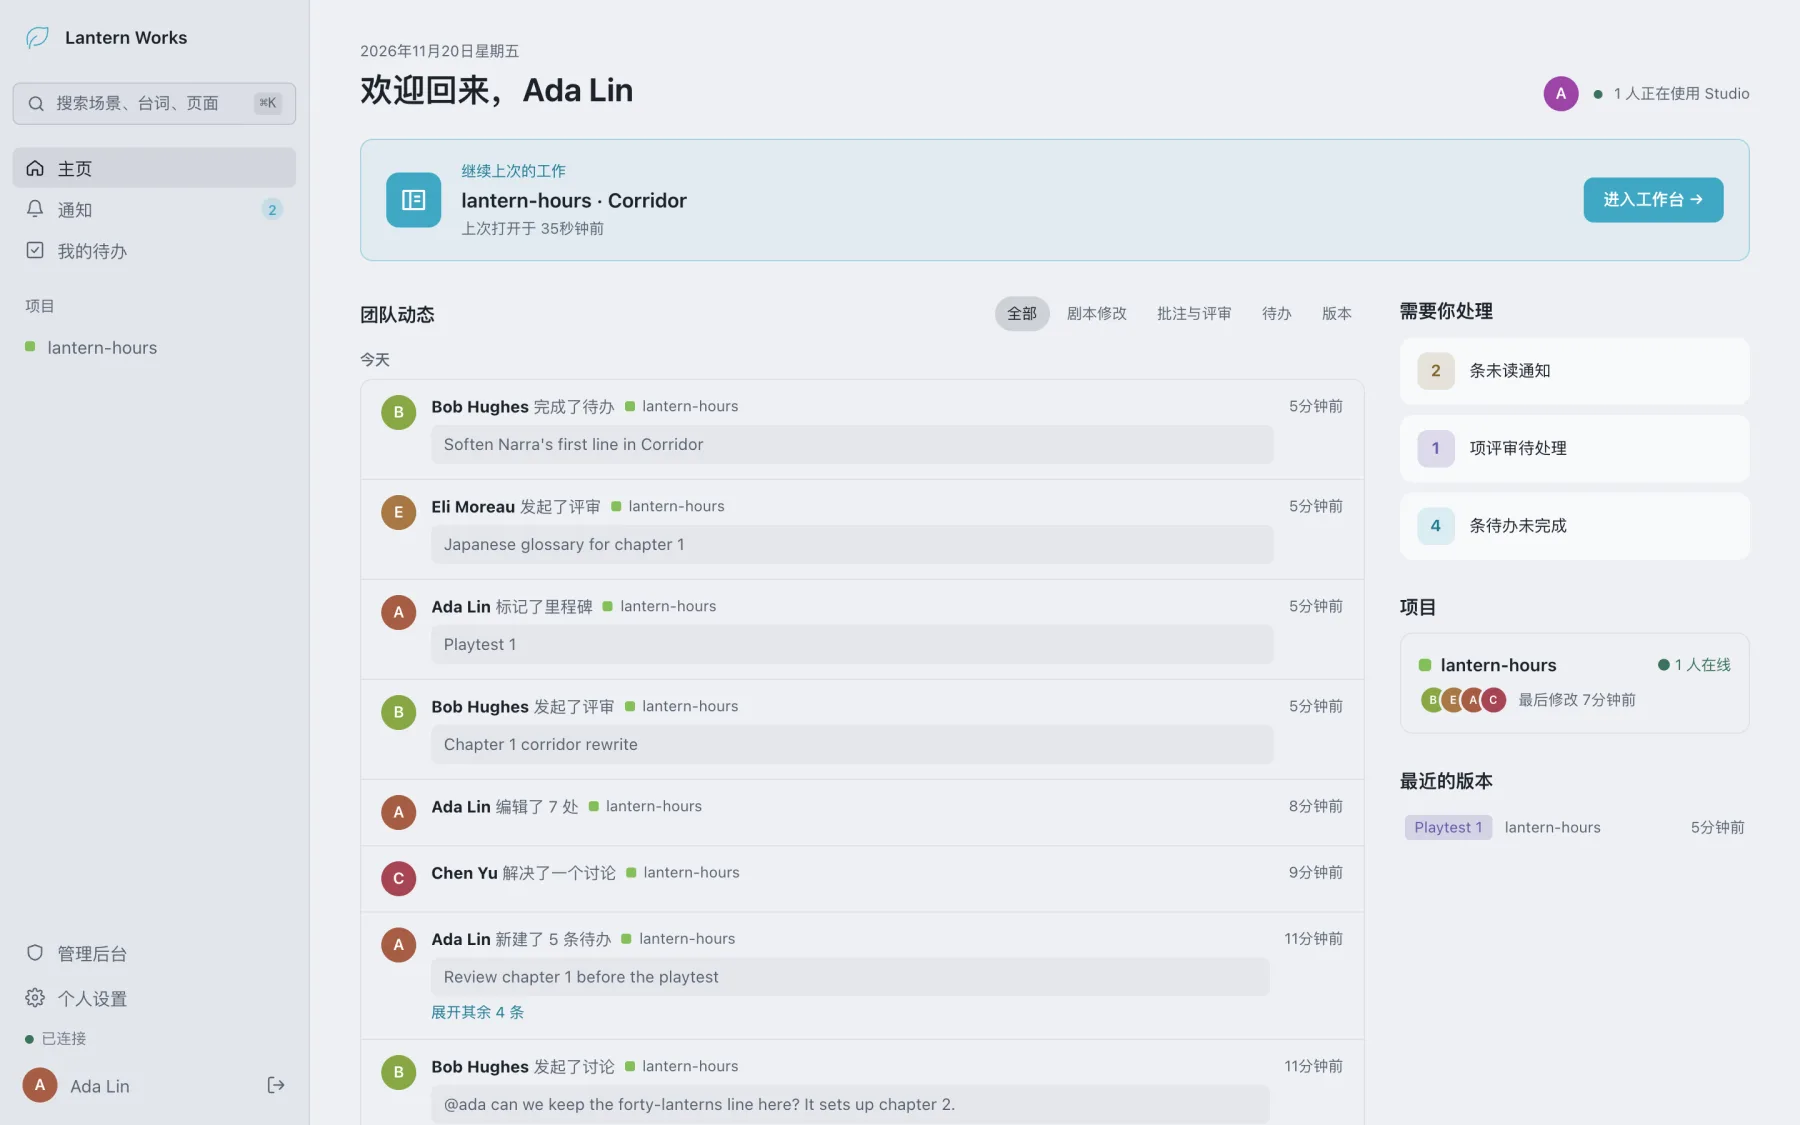 Lantern Works
搜索场景、台词、页面 ⌘K
主页
通知 2
我的待办
项目
lantern-hours
管理后台
个人设置
已连接
A Ada Lin
2026年11月20日星期五
欢迎回来，Ada Lin
A 1 人正在使用 Studio
继续上次的工作
lantern-hours · Corridor
上次打开于 35秒钟前
进入工作台 →
团队动态
全部 剧本修改 批注与评审 待办 版本
今天
B Bob Hughes 完成了待办 lantern-hours 5分钟前
Soften Narra's first line in Corridor
E Eli Moreau 发起了评审 lantern-hours 5分钟前
Japanese glossary for chapter 1
A Ada Lin 标记了里程碑 lantern-hours 5分钟前
Playtest 1
B Bob Hughes 发起了评审 lantern-hours 5分钟前
Chapter 1 corridor rewrite
A Ada Lin 编辑了 7 处 lantern-hours 8分钟前
C Chen Yu 解决了一个讨论 lantern-hours 9分钟前
A Ada Lin 新建了 5 条待办 lantern-hours 11分钟前
Review chapter 1 before the playtest
展开其余 4 条
B Bob Hughes 发起了讨论 lantern-hours 11分钟前
@ada can we keep the forty-lanterns line here? It sets up chapter 2.
需要你处理
2 条未读通知
1 项评审待处理
4 条待办未完成
项目
lantern-hours 1 人在线
B E A C 最后修改 7分钟前
最近的版本
Playtest 1 lantern-hours 5分钟前